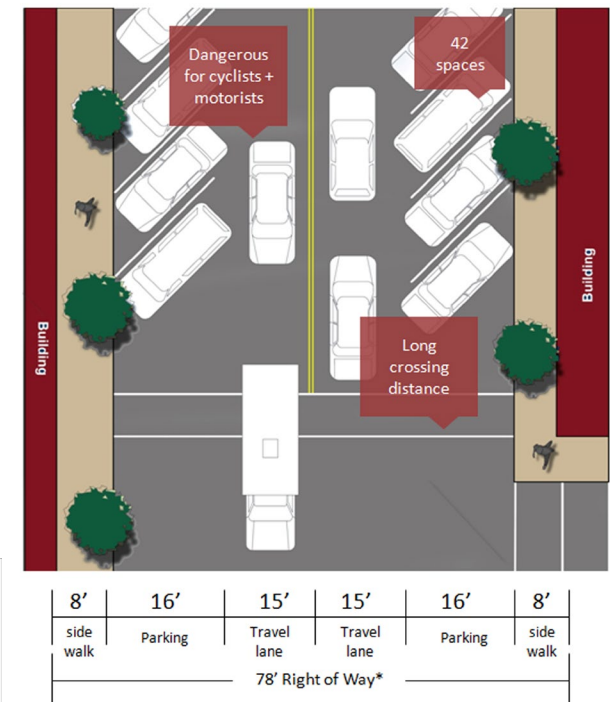 Dangerous
for cyclists +
motorists
42
spaces
Building
Building
Long
crossing
distance
8’ 16’ 15’ 15’ 16’ 8’
side
walk
Parking
Travel
lane
Travel
lane
Parking
side
walk
78’ Right of Way*